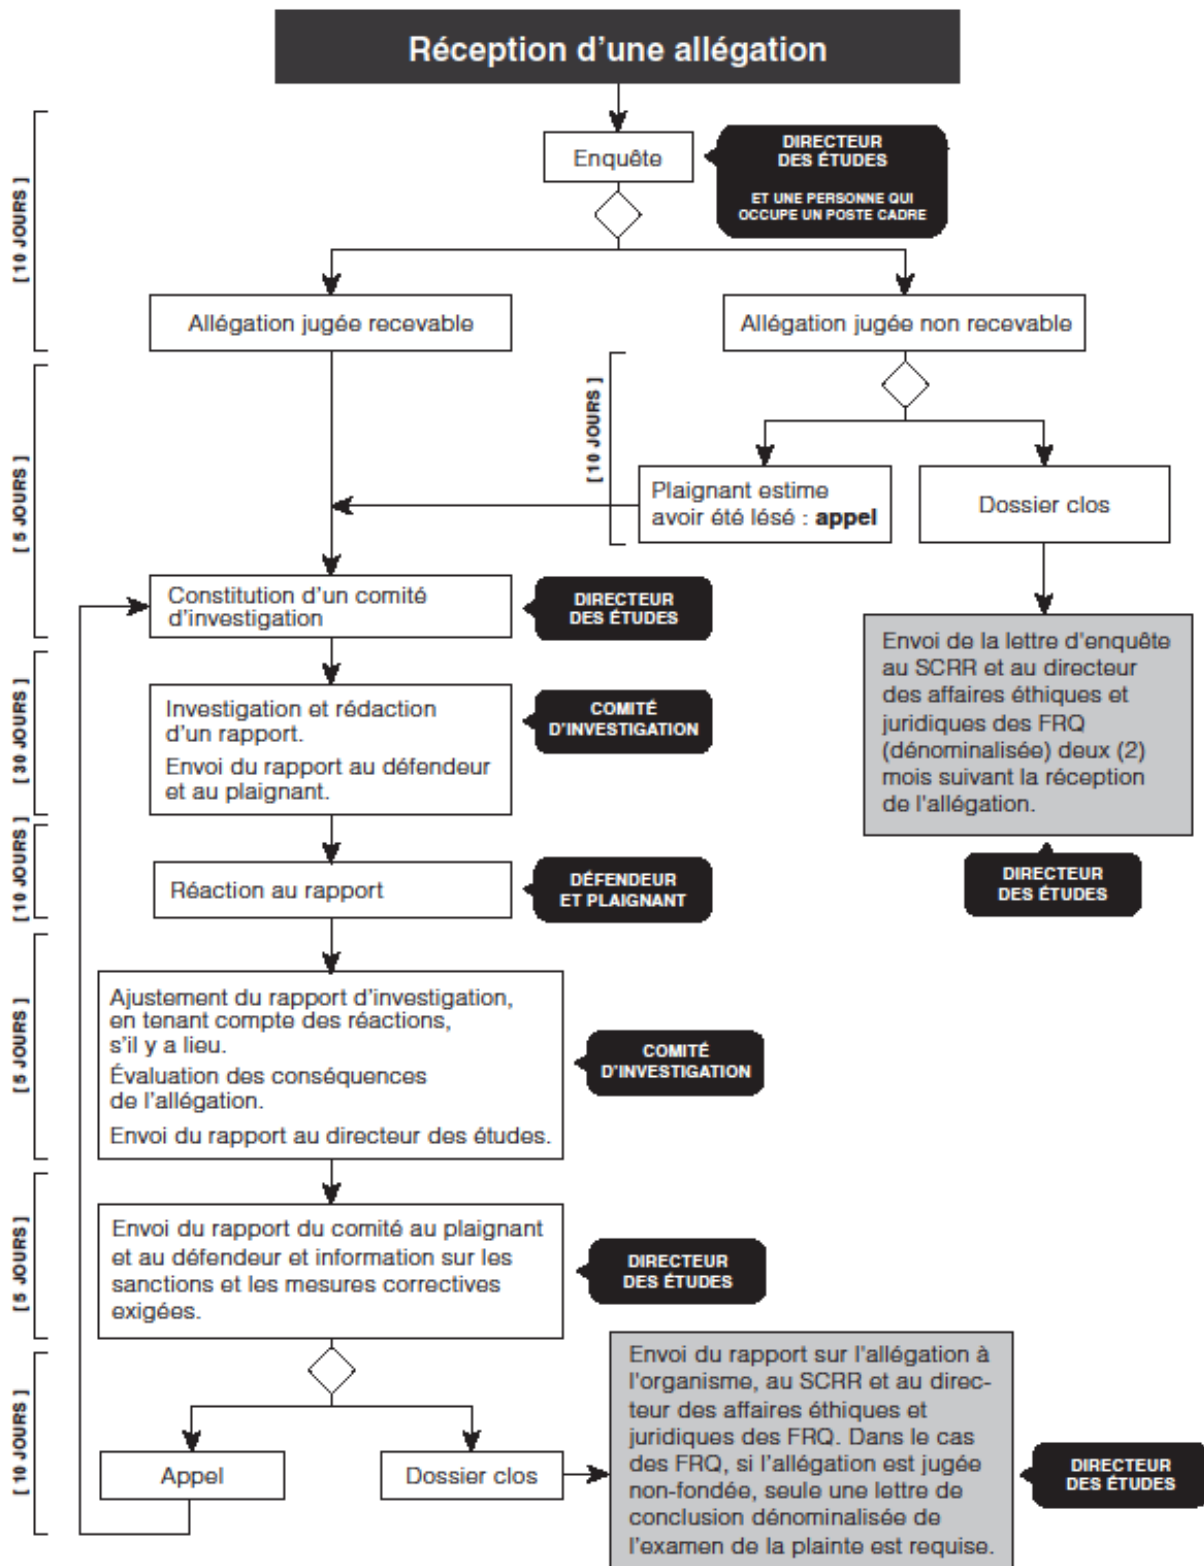 Réception d'une allégation
[ 10 JOURS ]
Enquête
DIRECTEUR
DES ÉTUDES
ET UNE PERSONNE QUI
OCCUPE UN POSTE CADRE
Allégation jugée recevable
Allégation jugée non recevable
[ 5 JOURS ]
[ 10 JOURS ]
Plaignant estime
avoir été lésé : appel
Dossier clos
Constitution d'un comité
d'investigation
DIRECTEUR
DES ÉTUDES
Envoi de la lettre d'enquête
au SCRR et au directeur
des affaires éthiques et
juridiques des FRQ
(dénominalisée) deux (2)
mois suivant la réception
de l'allégation.
DIRECTEUR
DES ÉTUDES
[ 30 JOURS ]
Investigation et rédaction
d'un rapport.
Envoi du rapport au défendeur
et au plaignant.
COMITÉ
D'INVESTIGATION
[10 JOURS ]
Réaction au rapport
DÉFENDEUR
ET PLAIGNANT
[ 5 JOURS ]
Ajustement du rapport d'investigation,
en tenant compte des réactions,
s'il y a lieu.
Évaluation des conséquences
de l'allégation.
Envoi du rapport au directeur des études.
COMITÉ
D'INVESTIGATION
[ 5 JOURS ]
Envoi du rapport du comité au plaignant
et au défendeur et information sur les
sanctions et les mesures correctives
exigées.
DIRECTEUR
DES ÉTUDES
[ 10 JOURS ]
Appel
Dossier clos
Envoi du rapport sur l'allégation à
l'organisme, au SCRR et au direc-
teur des affaires éthiques et
juridiques des FRQ. Dans le cas
des FRQ, si l'allégation est jugée
non-fondée, seule une lettre de
conclusion dénominalisée de
l'examen de la plainte est requise.
DIRECTEUR
DES ÉTUDES